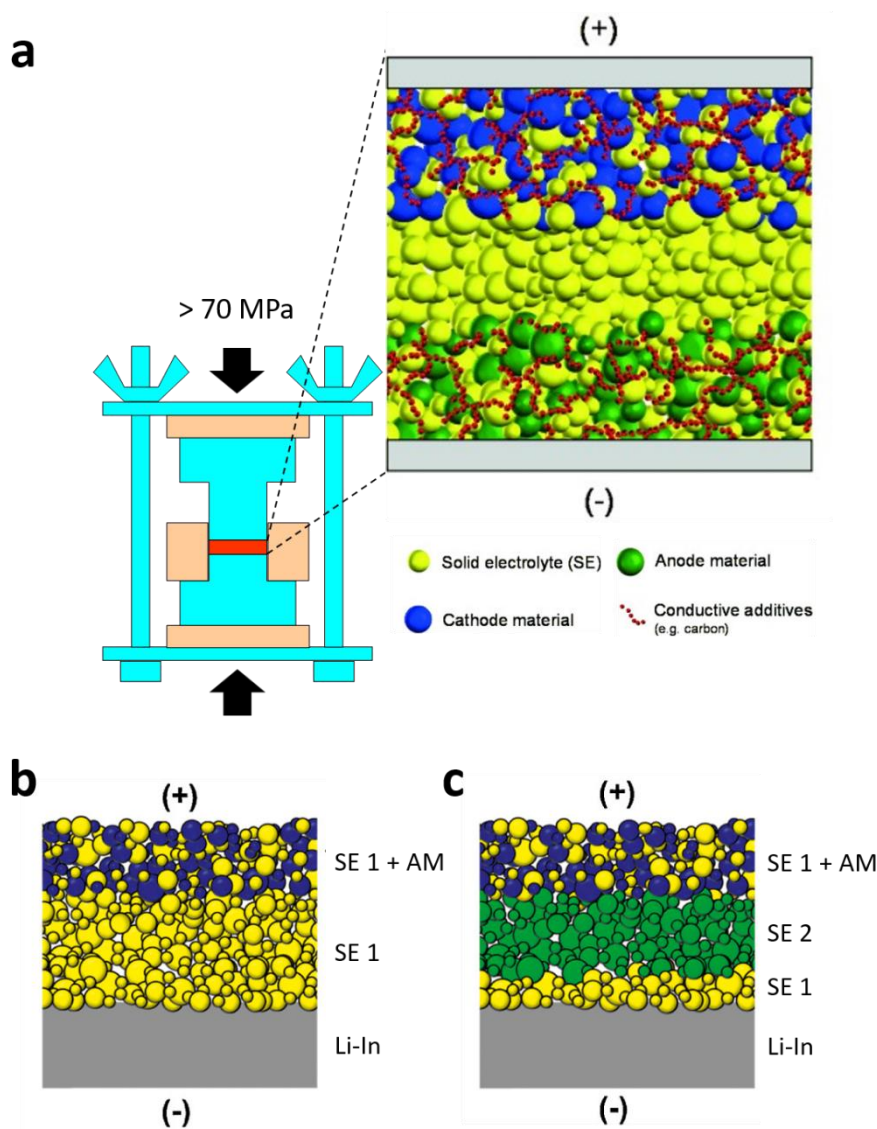 a
(+)
> 70 MPa
(-)
Solid electrolyte (SE)
Anode material
Cathode material
Conductive additives
(e.g. carbon)
b
(+)
SE 1 + AM
SE 1
Li-In
(-)
c
(+)
SE 1 + AM
SE 2
SE 1
Li-In
(-)